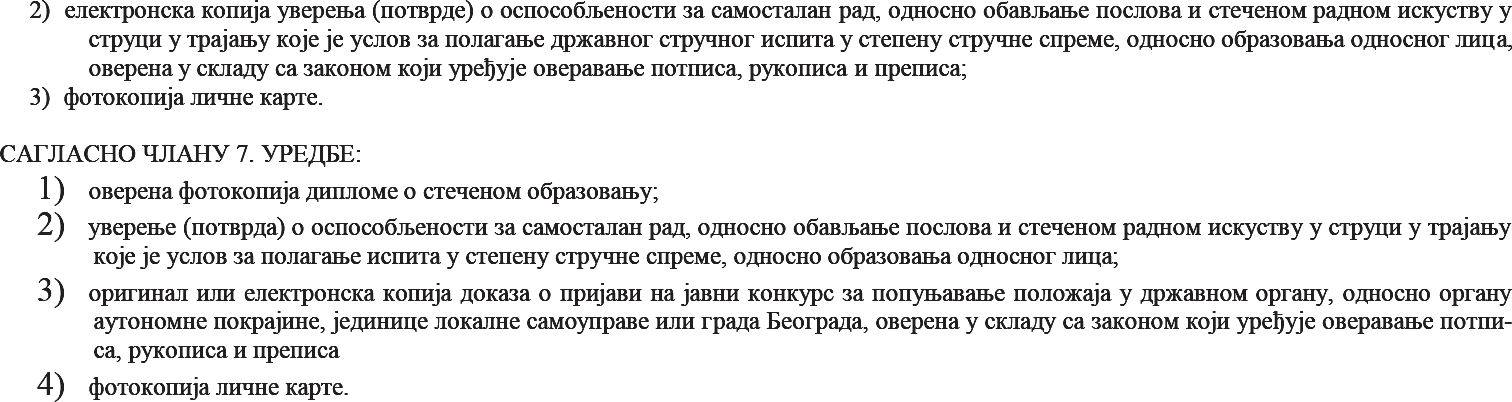 2) електронска копија уверења (потврде) о оспособљености за самосталан рад, односно обављање послова и стеченом радном искуству у
струци у трајању које је услов за полагање државног стручног испита у степену стручне спреме, односно образовања односног лица,
оверена у складу са законом који уређује оверавање потписа, рукописа и преписа;
3) фотокопија личне карте.
САГЛАСНО ЧЛАНУ 7. УРЕДБЕ:
1) оверена фотокопија дипломе о стеченом образовању;
2) уверење (потврда) о оспособљености за самосталан рад, односно обављање послова и стеченом радном искуству у струци у трајању
које је услов за полагање испита у степену стручне спреме, односно образовања односног лица;
3) оригинал или електронска копија доказа о пријави на јавни конкурс за попуњавање положаја у државном органу, односно органу
аутономне покрајине, јединице локалне самоуправе или града Београда, оверена у складу са законом који уређује оверавање потпи-
са, рукописа и преписа
4) фотокопија личне карте.